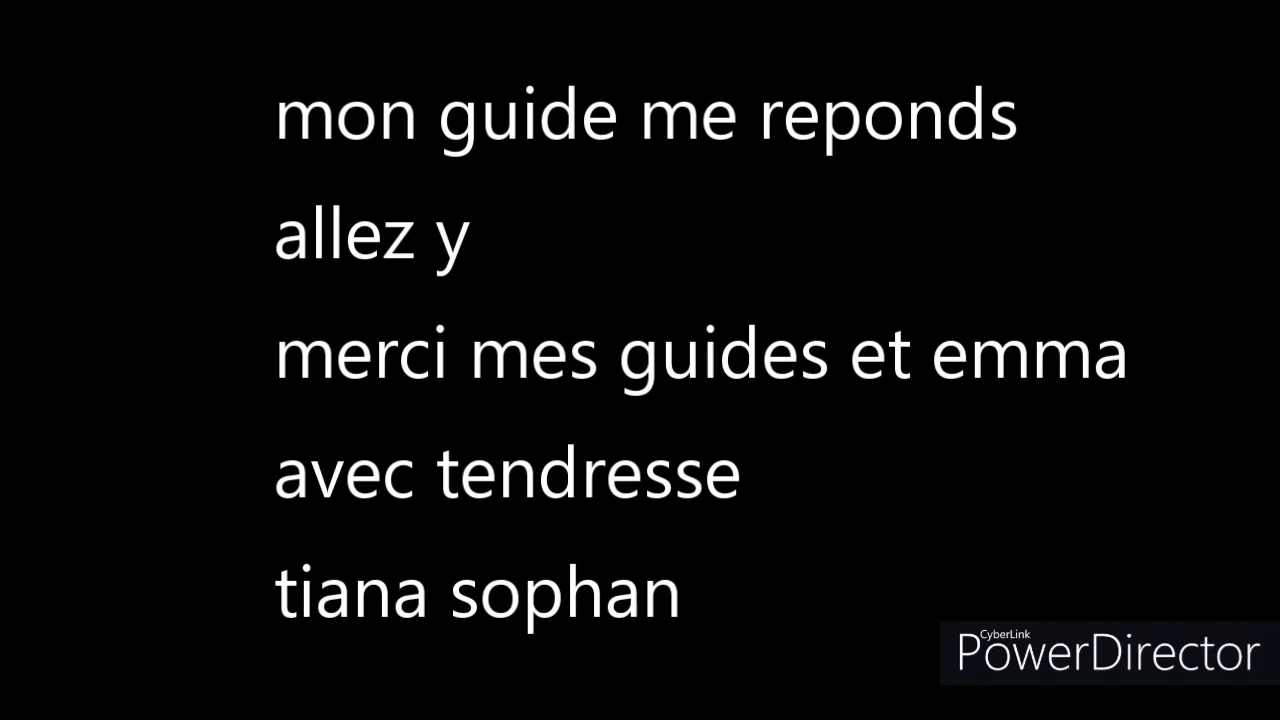 mon guide me reponds
allez y
merci mes guides et emma
avec tendresse
tiana sophan
CyberLink
PowerDirector